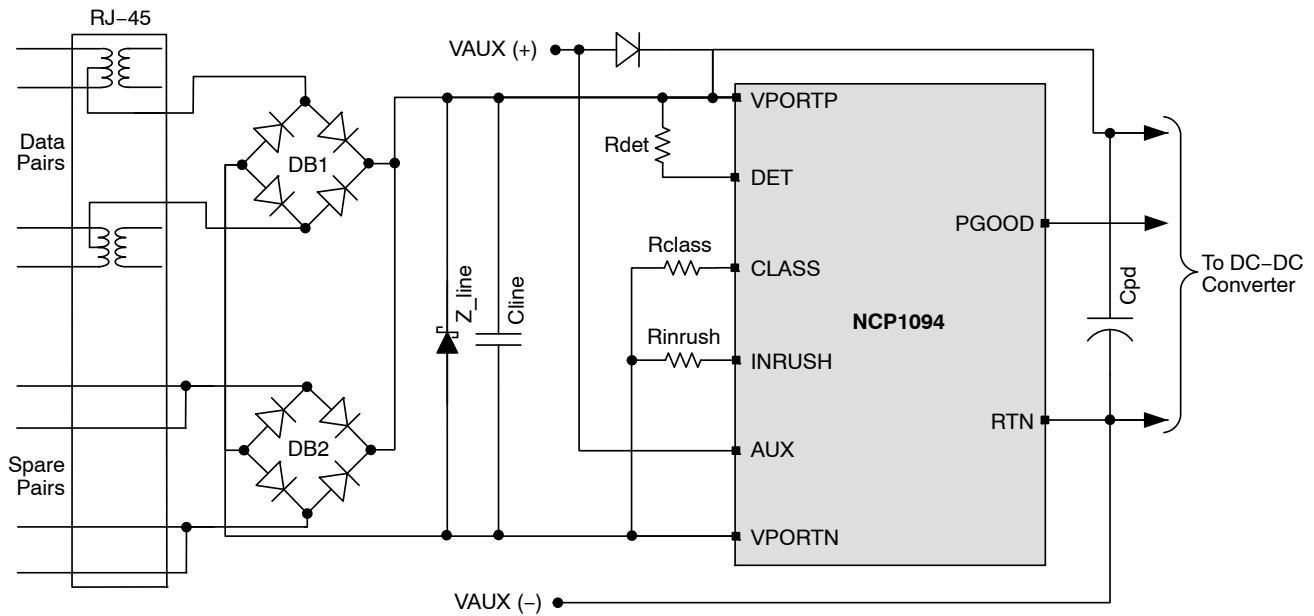 RJ−45
Data
Pairs
Spare
Pairs
DB1
DB2
Z_line
Cline
VAUX (+)
Rdet
Rclass
Rinrush
VPORTP
DET
CLASS
INRUSH
AUX
VPORTN
NCP1094
PGOOD
RTN
Cpd
To DC−DC
Converter
VAUX (−)